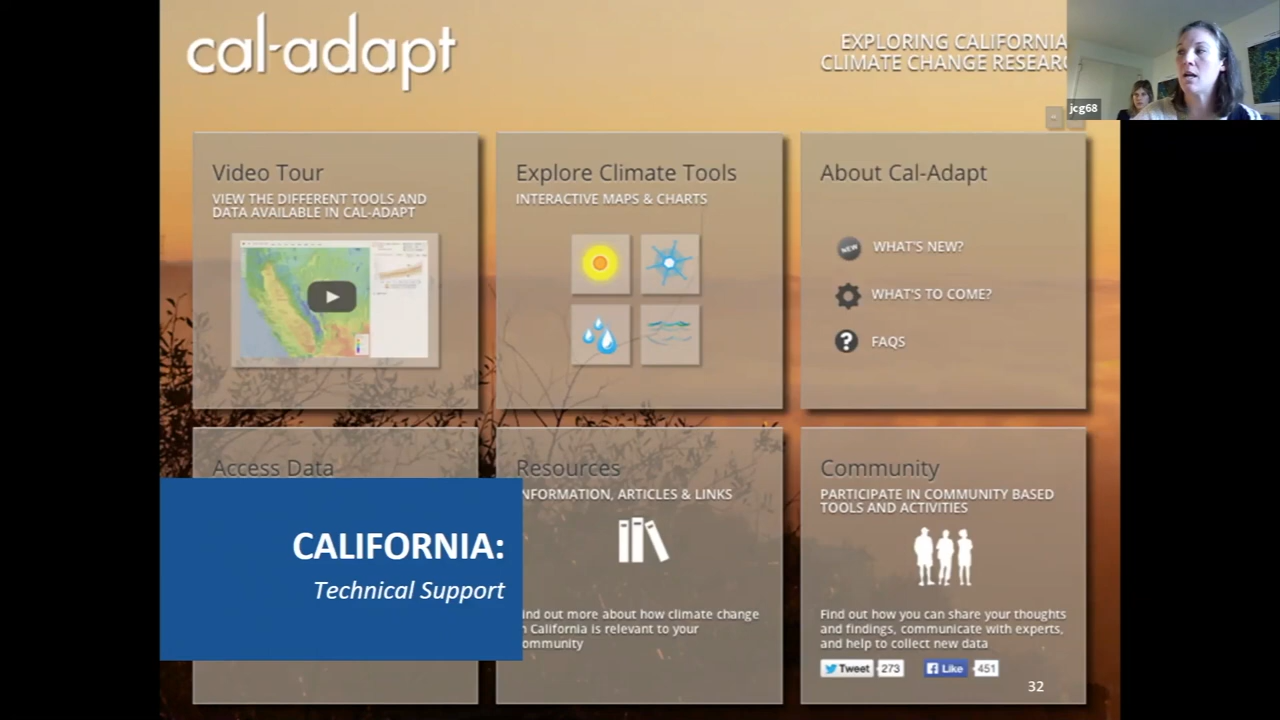 cal-adapt
EXPLORING CALIFORNIA
CLIMATE CHANGE RESEARC
jcg68
Video Tour
VIEW THE DIFFERENT TOOLS AND
DATA AVAILABLE IN CAL-ADAPT
Explore Climate Tools
INTERACTIVE MAPS & CHARTS
About Cal-Adapt
NEW
WHAT'S NEW?
WHAT'S TO COME?
? FAQS
Access Data
CALIFORNIA:
Technical Support
Resources
NFORMATION, ARTICLES & LINKS
ind out more about how climate change
n California is relevant to your
ommunity
Community
PARTICIPATE IN COMMUNITY BASED
TOOLS AND ACTIVITIES
Find out how you can share your thoughts
and findings, communicate with experts,
and help to collect new data
Tweet 273 Like 451
32